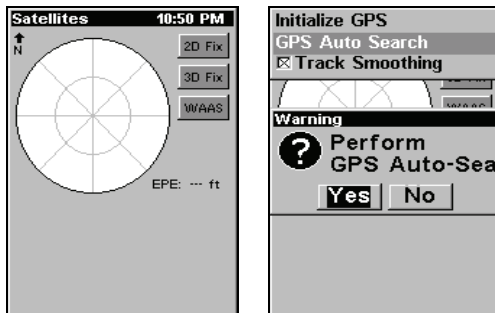 Satellites 10:50 PM
N
2D Fix
3D Fix
WAAS
EPE: --- ft
Initialize GPS
GPS Auto Search
Track Smoothing
Warning
Perform
GPS Auto-Sea
Yes No